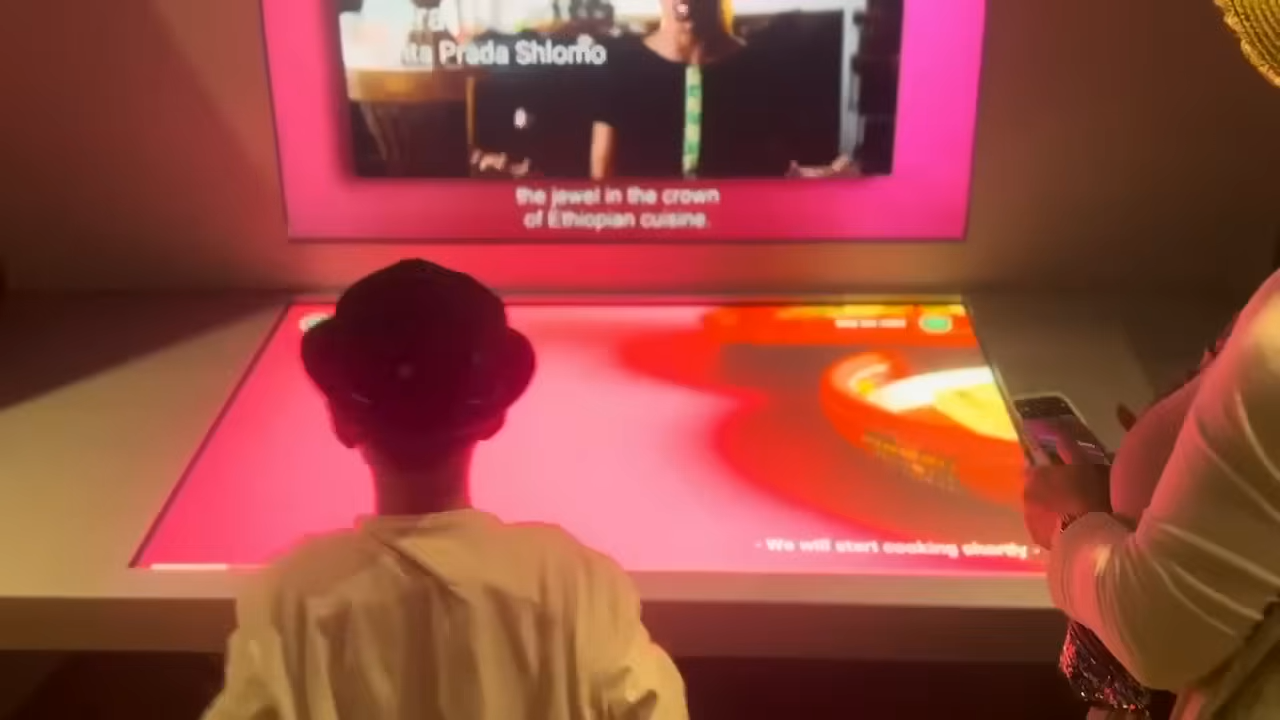 Prada Shlomo
the jewel in the crown
of Ethiopian cuisine.
- We will start cooking shortly -